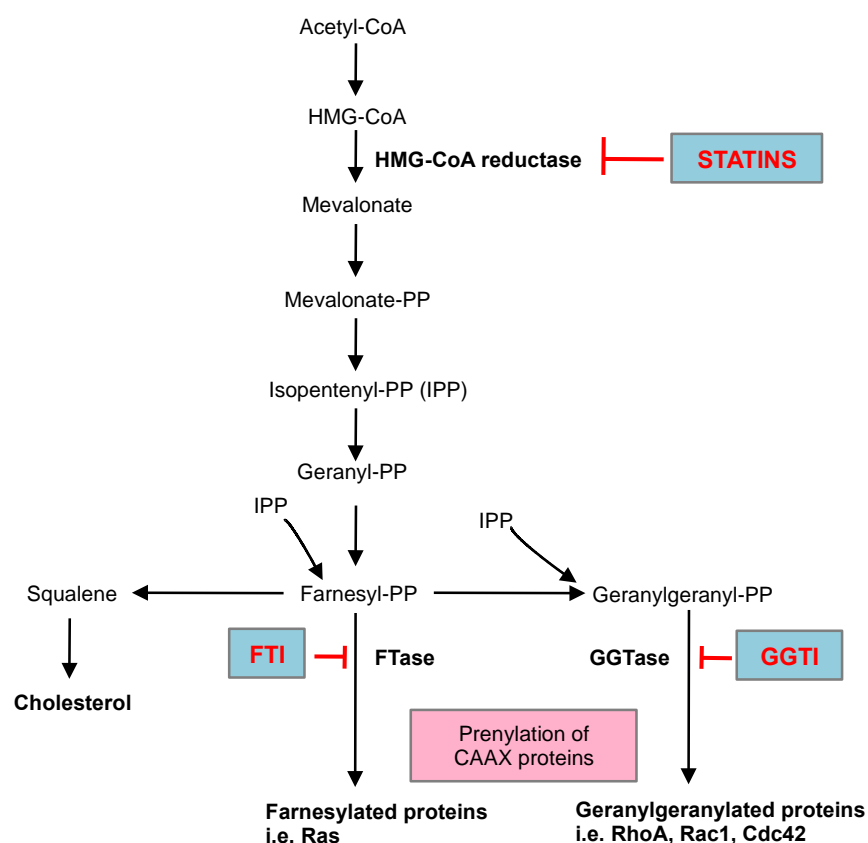 Acetyl-CoA
HMG-CoA
HMG-CoA reductase
STATINS
Mevalonate
Mevalonate-PP
Isopentenyl-PP (IPP)
Geranyl-PP
IPP
IPP
Squalene
Farnesyl-PP
Geranylgeranyl-PP
FTI
FTase
GGTase
GGTI
Cholesterol
Prenylation of
CAAX proteins
Farnesylated proteins
i.e. Ras
Geranylgeranylated proteins
i.e. RhoA, Rac1, Cdc42